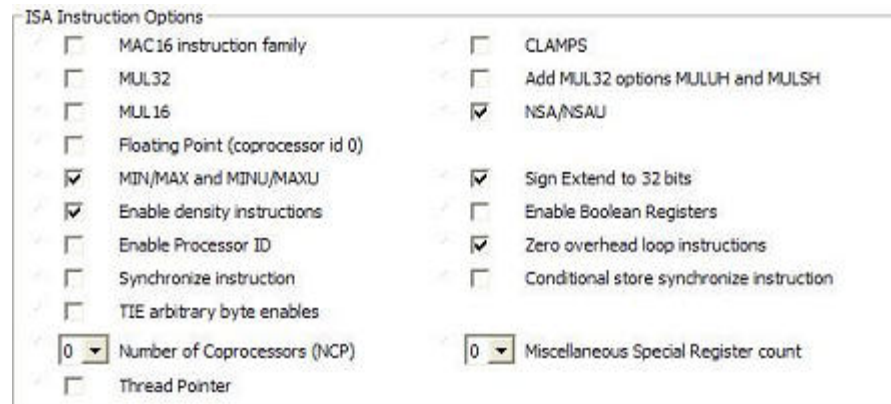 ISA Instruction Options
MAC16 instruction family CLAMPS
MUL32 Add MUL32 options MULUH and MULSH
MUL16 NSA/NSAU
Floating Point (coprocessor id 0)
MIN/MAX and MINU/MAXU Sign Extend to 32 bits
Enable density instructions Enable Boolean Registers
Enable Processor ID Zero overhead loop instructions
Synchronize instruction Conditional store synchronize instruction
TIE arbitrary byte enables
0 Number of Coprocessors (NCP) 0 Miscellaneous Special Register count
Thread Pointer